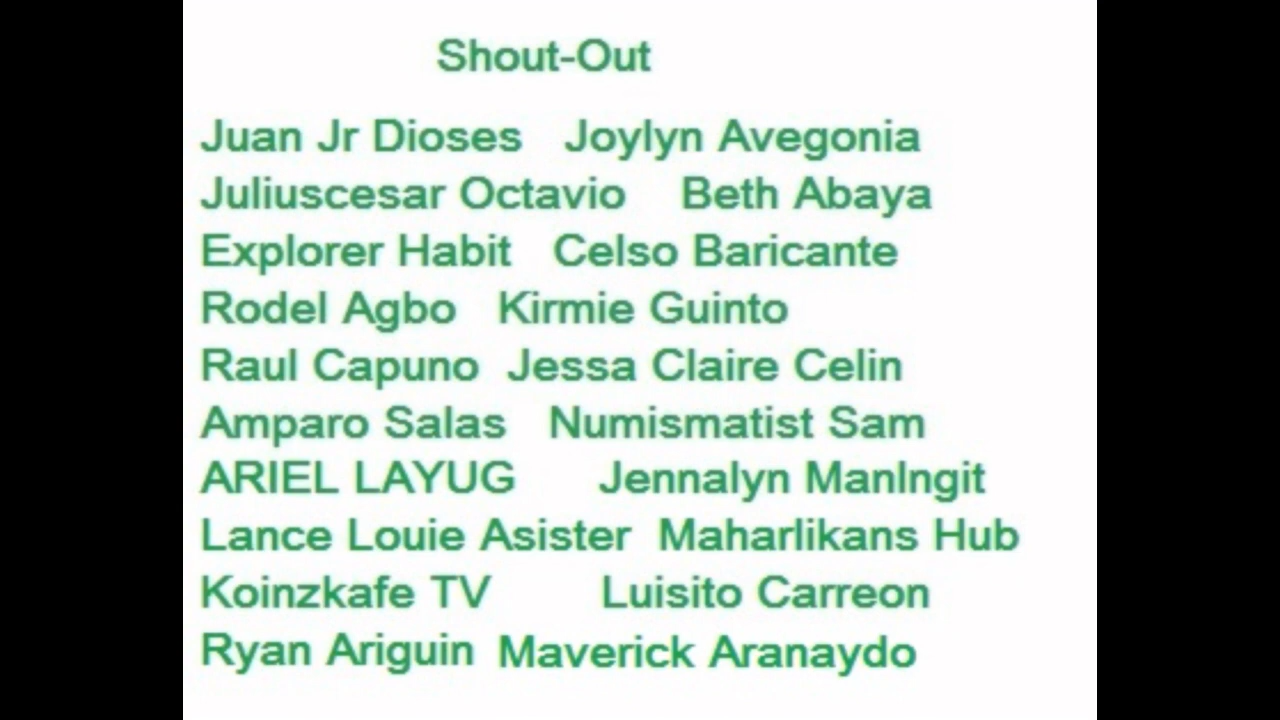 Shout-Out
Juan Jr Dioses Joylyn Avegonia
Juliuscesar Octavio Beth Abaya
Explorer Habit Celso Baricante
Rodel Agbo Kirmie Guinto
Raul Capuno Jessa Claire Celin
Amparo Salas Numismatist Sam
ARIEL LAYUG Jennalyn ManIngit
Lance Louie Asister Maharlikans Hub
Koinzkafe TV Luisito Carreon
Ryan Ariguin Maverick Aranaydo